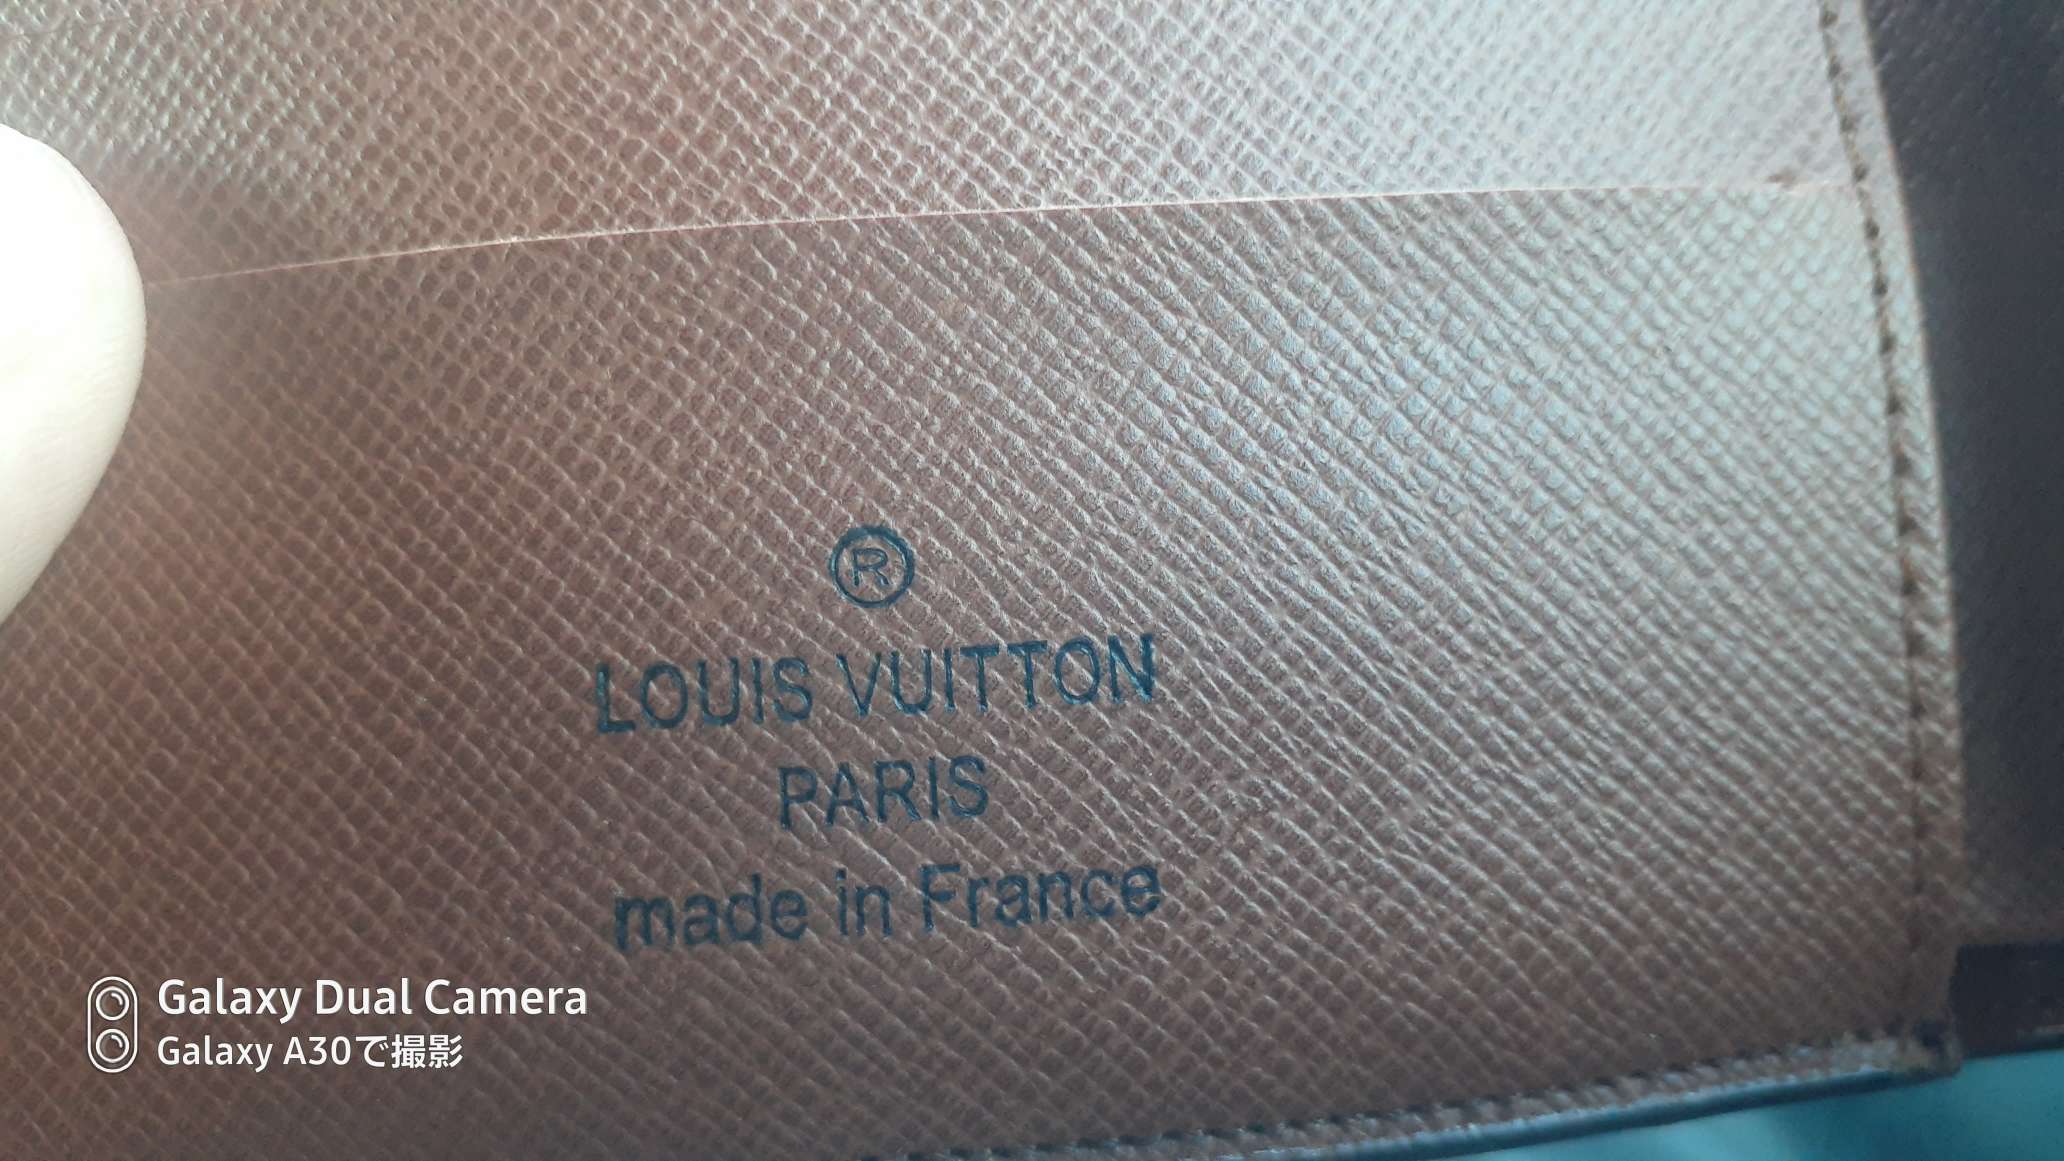 ®
LOUIS VUITTON
PARIS
made in France
Galaxy Dual Camera
Galaxy A30で撮影